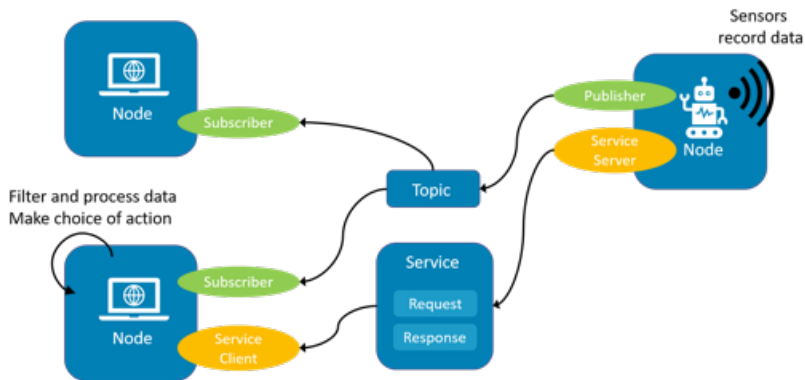 Sensors
record data
Node
Subscriber
Publisher
Service
Server
Node
Topic
Filter and process data
Make choice of action
Node
Subscriber
Service
Client
Service
Request
Response